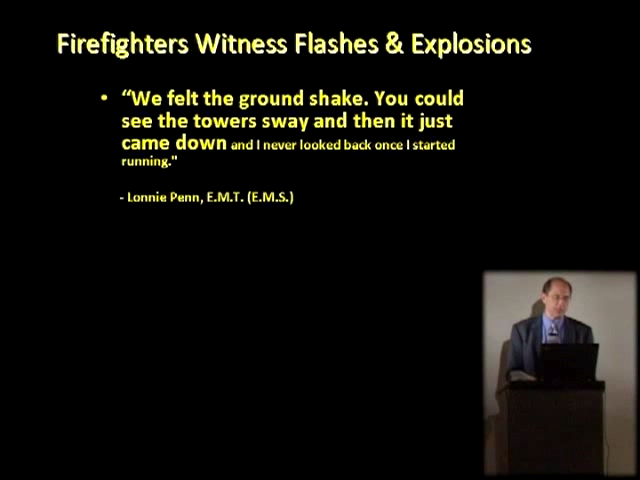 Firefighters Witness Flashes & Explosions
• “We felt the ground shake. You could
see the towers sway and then it just
came down and I never looked back once I started
running."
- Lonnie Penn, E.M.T. (E.M.S.)